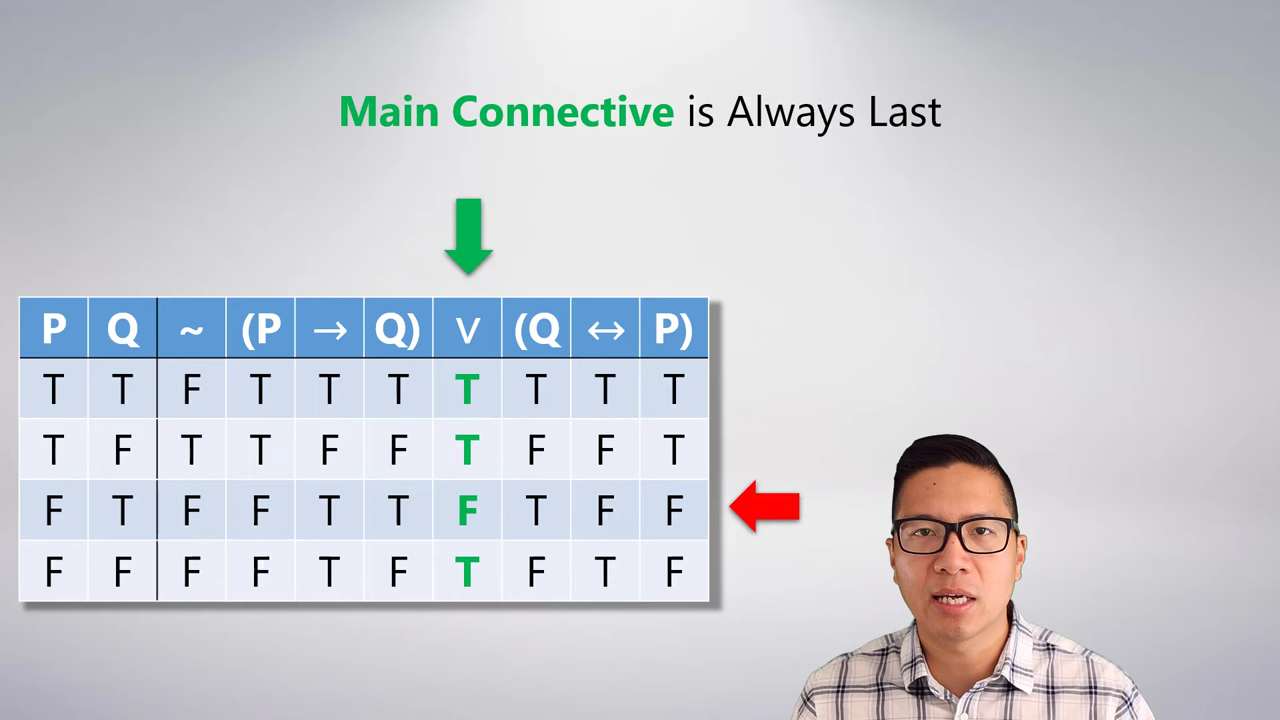 Main Connective is Always Last
P Q ~ (P → Q) ∨ (Q ↔ P)
T T F T T T T T T T
T F T T F F T F F T
F T F F T T F T F F
F F F F T F T F T F